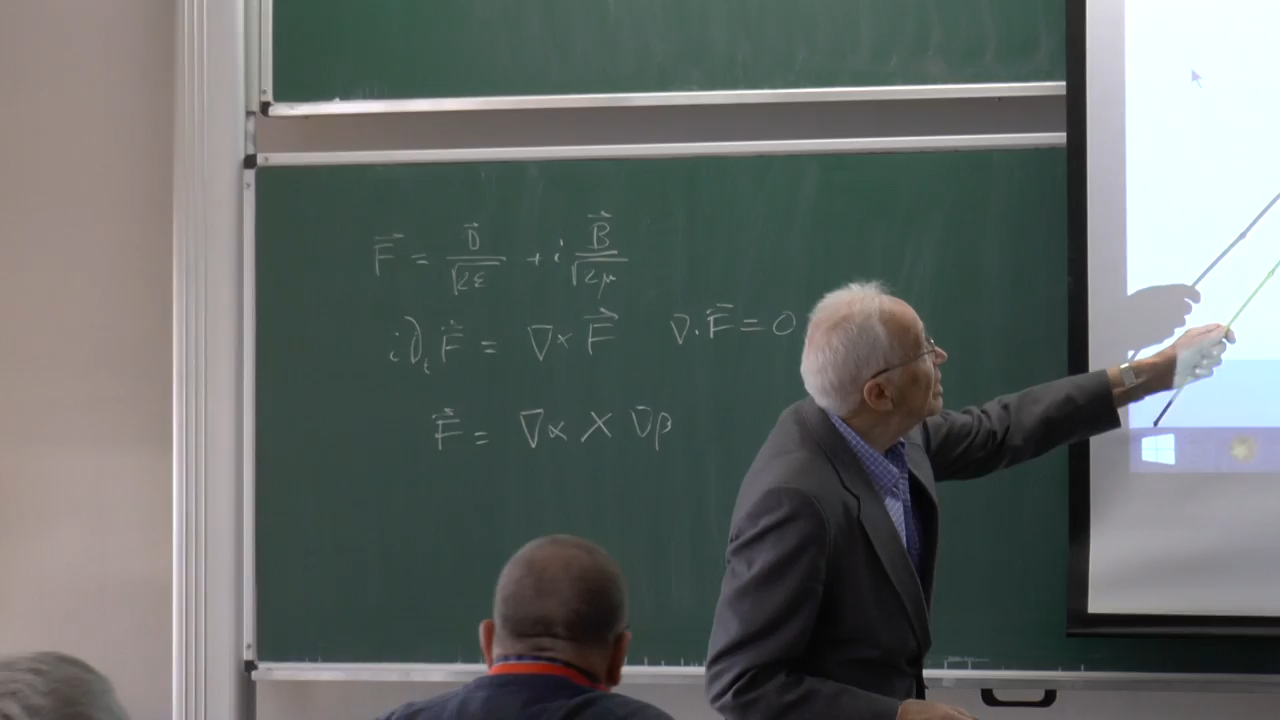 F⃗ = D⃗/√2ε + i B⃗/√2μ
i∂ₜF⃗ = ∇×F⃗   ∇·F⃗ = 0
F⃗ = ∇α × ∇β